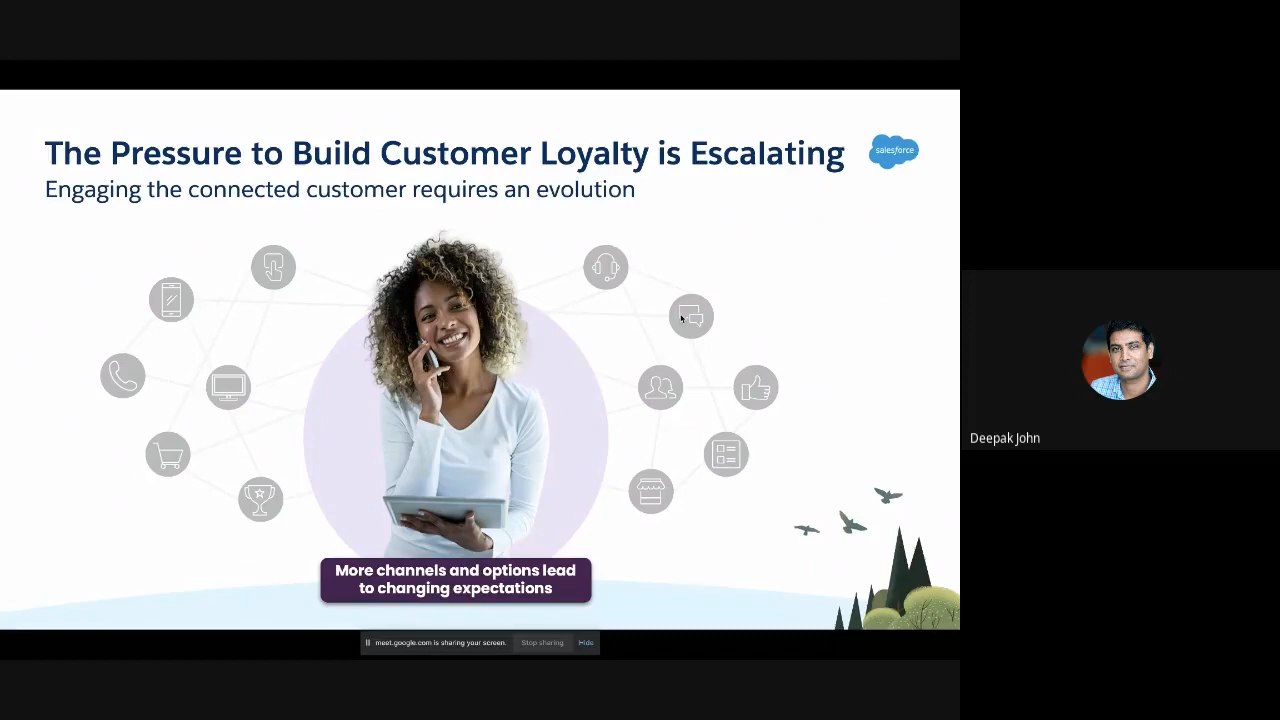 The Pressure to Build Customer Loyalty is Escalating
salesforce
Engaging the connected customer requires an evolution
More channels and options lead
to changing expectations
Deepak John
meet.google.com is sharing your screen.
Stop sharing
Hide